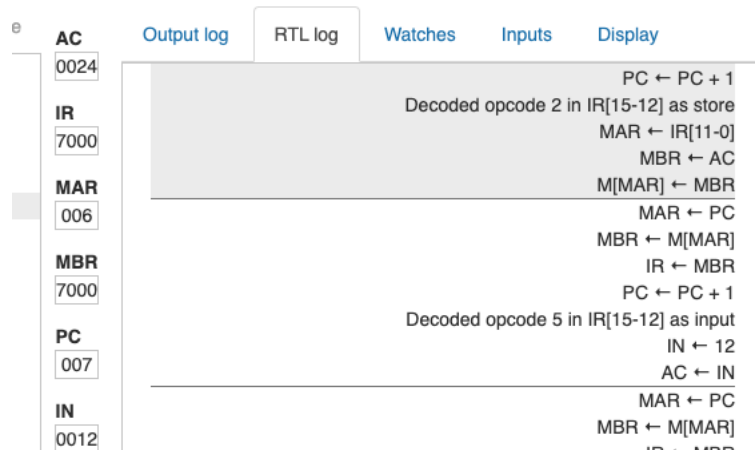 e
AC
0024
IR
7000
MAR
006
MBR
7000
PC
007
IN
0012
Output log RTL log Watches Inputs Display
PC ← PC + 1
Decoded opcode 2 in IR[15-12] as store
MAR ← IR[11-0]
MBR ← AC
M[MAR] ← MBR
MAR ← PC
MBR ← M[MAR]
IR ← MBR
PC ← PC + 1
Decoded opcode 5 in IR[15-12] as input
IN ← 12
AC ← IN
MAR ← PC
MBR ← M[MAR]
IR ← MBR